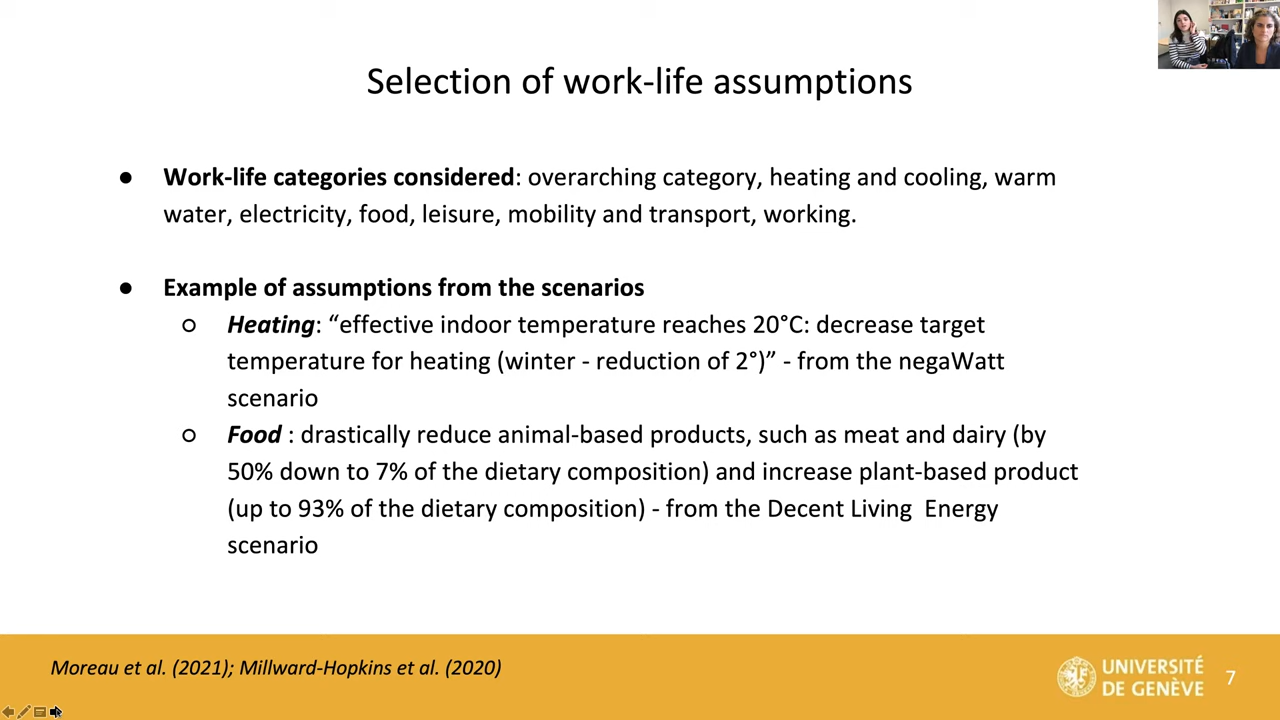 Selection of work-life assumptions
● Work-life categories considered: overarching category, heating and cooling, warm
water, electricity, food, leisure, mobility and transport, working.
● Example of assumptions from the scenarios
○ Heating: “effective indoor temperature reaches 20°C: decrease target
temperature for heating (winter - reduction of 2°)” - from the negaWatt
scenario
○ Food : drastically reduce animal-based products, such as meat and dairy (by
50% down to 7% of the dietary composition) and increase plant-based product
(up to 93% of the dietary composition) - from the Decent Living Energy
scenario
Moreau et al. (2021); Millward-Hopkins et al. (2020)
UNIVERSITÉ
DE GENÈVE
7